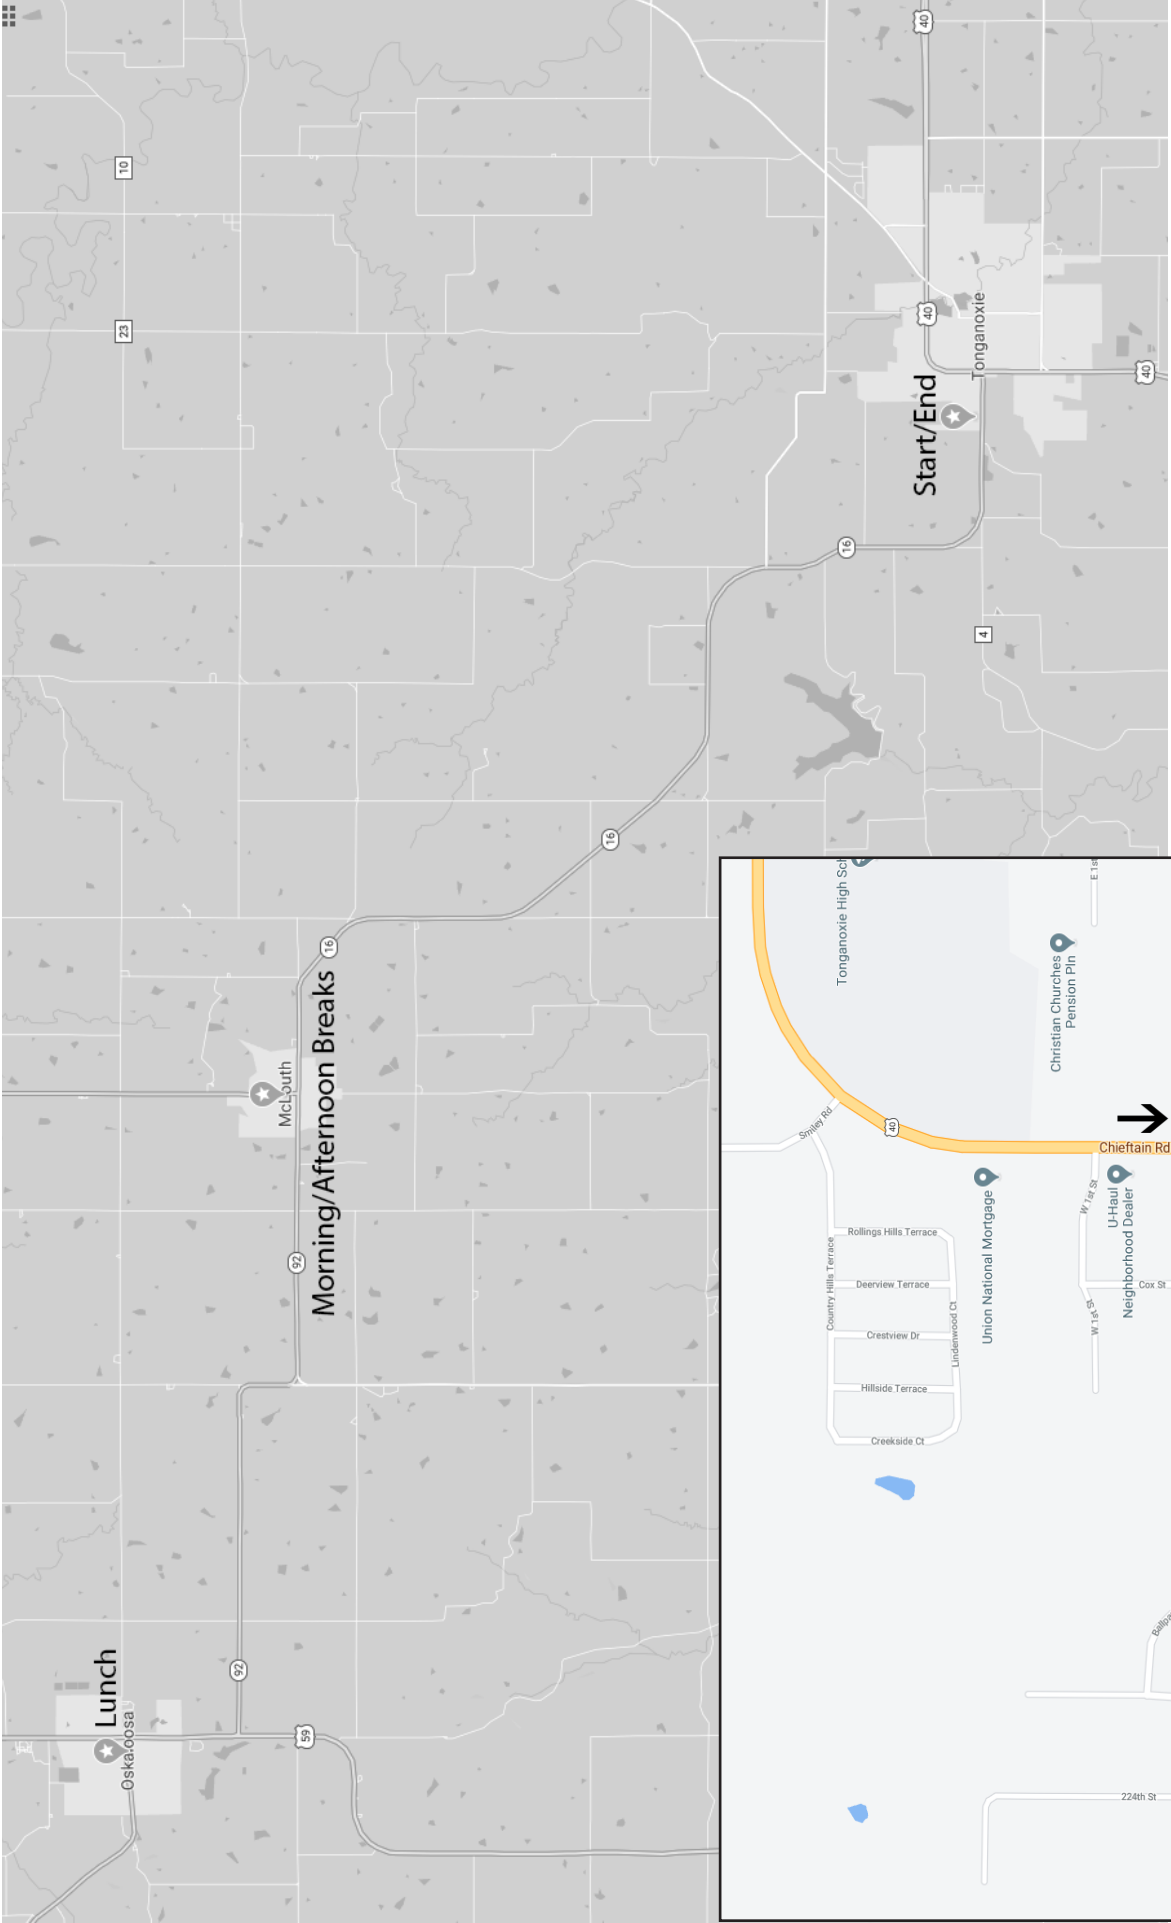 Lunch
Oskaloosa
92
59
92
McLouth
Morning/Afternoon Breaks
16
16
10
23
40
40
Tonganoxie
Start/End
16
4
40
Tonganoxie High Sch
Christian Churches
Pension Pln
E 1st
Smiley Rd
40
Chieftain Rd
Union National Mortgage
U-Haul
Neighborhood Dealer
W 1st St
W 1st St
Cox St
Country Hills Terrace
Rollings Hills Terrace
Deerview Terrace
Crestview Dr
Hillside Terrace
Creekside Ct
Lindenwood Ct
Ballpa
224th St